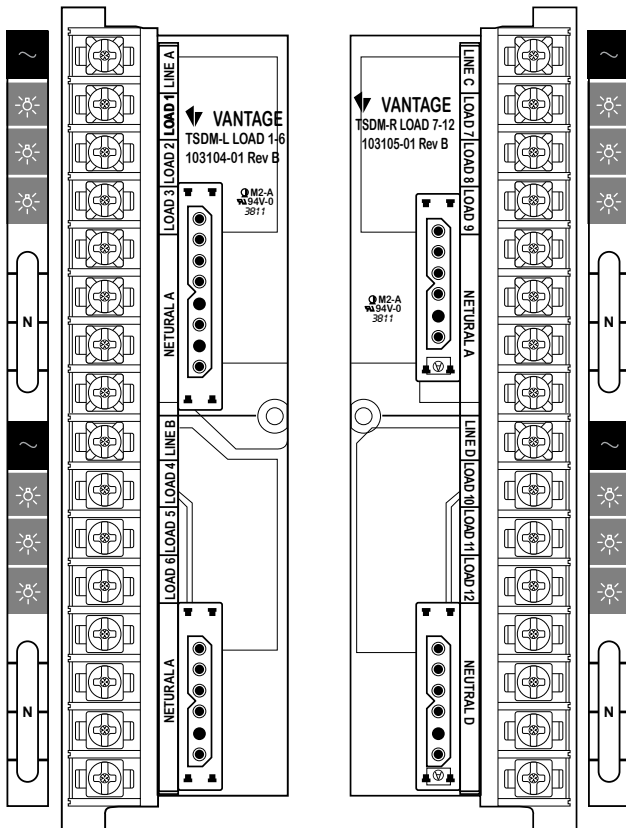 LINE A
LOAD 1
LOAD 2
LOAD 3
NETURAL A
LINE B
LOAD 4
LOAD 5
LOAD 6
NETURAL A
VANTAGE
TSDM-L LOAD 1-6
103104-01 Rev B
M2-A
94V-0
3811
N
N
VANTAGE
TSDM-R LOAD 7-12
103105-01 Rev B
M2-A
94V-0
3811
LINE C
LOAD 7
LOAD 8
LOAD 9
NETURAL A
LINE D
LOAD 10
LOAD 11
LOAD 12
NEUTRAL D
N
N